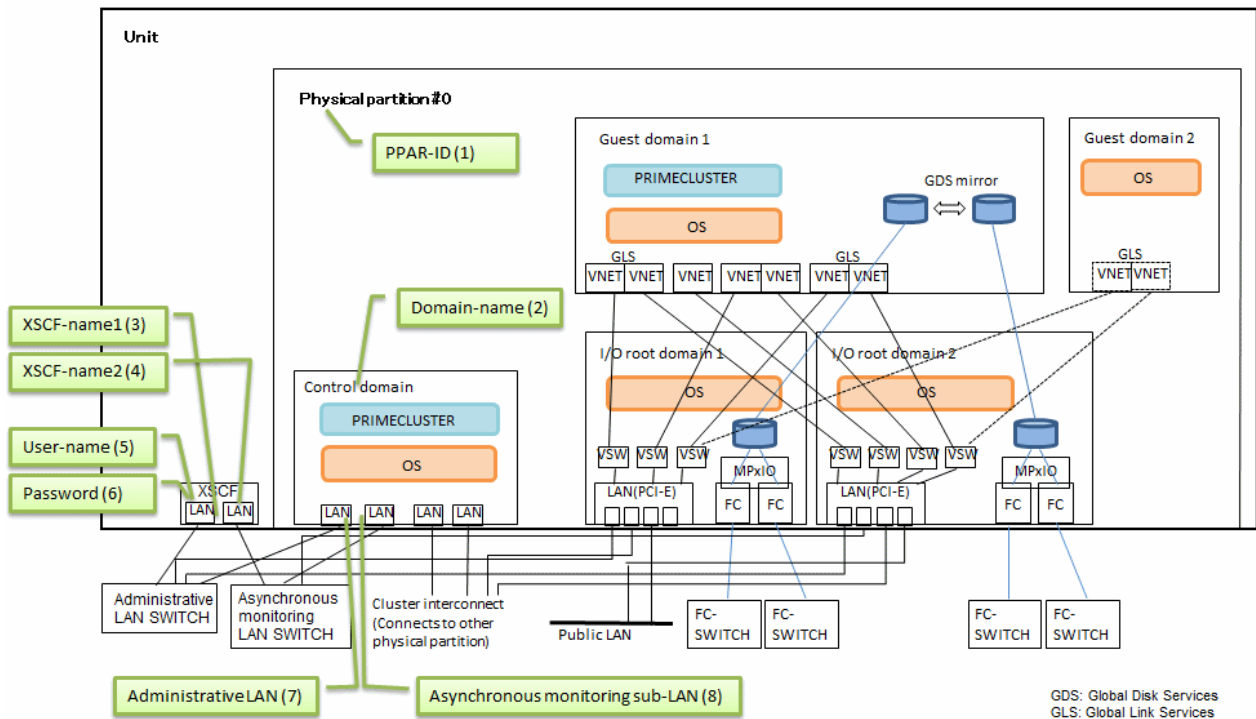 Unit
Physical partition#0
PPAR-ID (1)
Guest domain 1
PRIMECLUSTER
OS
GDS mirror
GLS
GLS
VNET VNET VNET VNET VNET VNET VNET
Guest domain 2
OS
GLS
VNET VNET
XSCF-name1 (3)
XSCF-name2 (4)
User-name (5)
Password (6)
Domain-name (2)
Control domain
PRIMECLUSTER
OS
LAN LAN LAN LAN
XSCF
LAN LAN
I/O root domain 1
OS
VSW VSW VSW
LAN(PCI-E)
MPxIO
FC FC
I/O root domain 2
OS
VSW VSW VSW VSW
LAN(PCI-E)
MPxIO
FC FC
Administrative
LAN SWITCH
Asynchronous
monitoring
LAN SWITCH
Cluster interconnect
(Connects to other
physical partition)
Public LAN
FC-
SWITCH
FC-
SWITCH
FC-
SWITCH
FC-
SWITCH
AdministrativeLAN (7)
Asynchronous monitoring sub-LAN (8)
GDS: Global Disk Services
GLS: Global Link Services